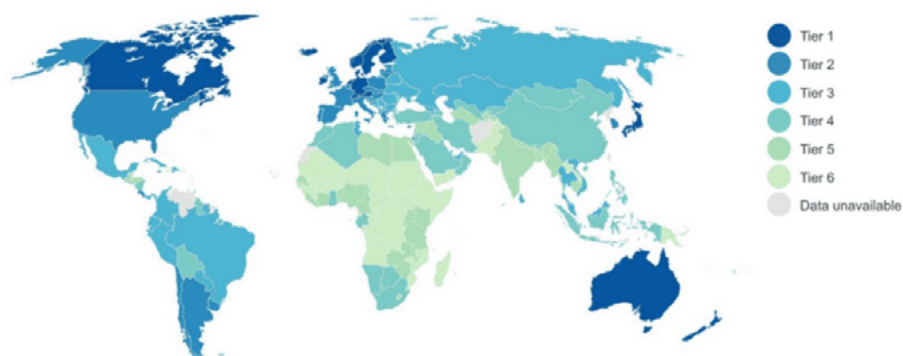 Tier 1
Tier 2
Tier 3
Tier 4
Tier 5
Tier 6
Data unavailable